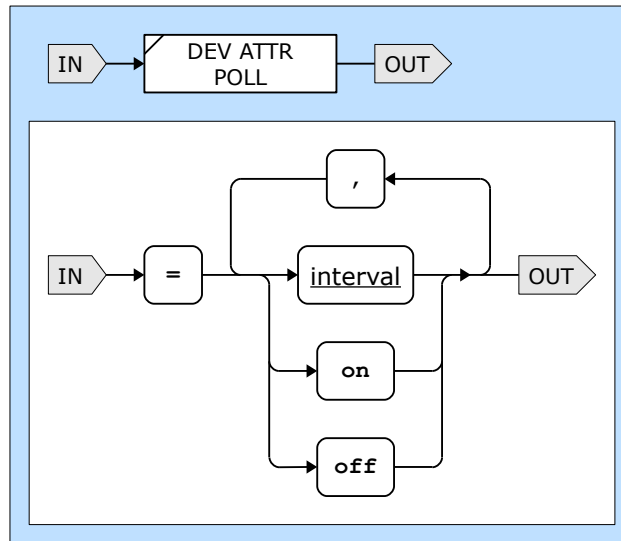 IN
DEV ATTR
POLL
OUT
,
IN
=
interval
OUT
on
off